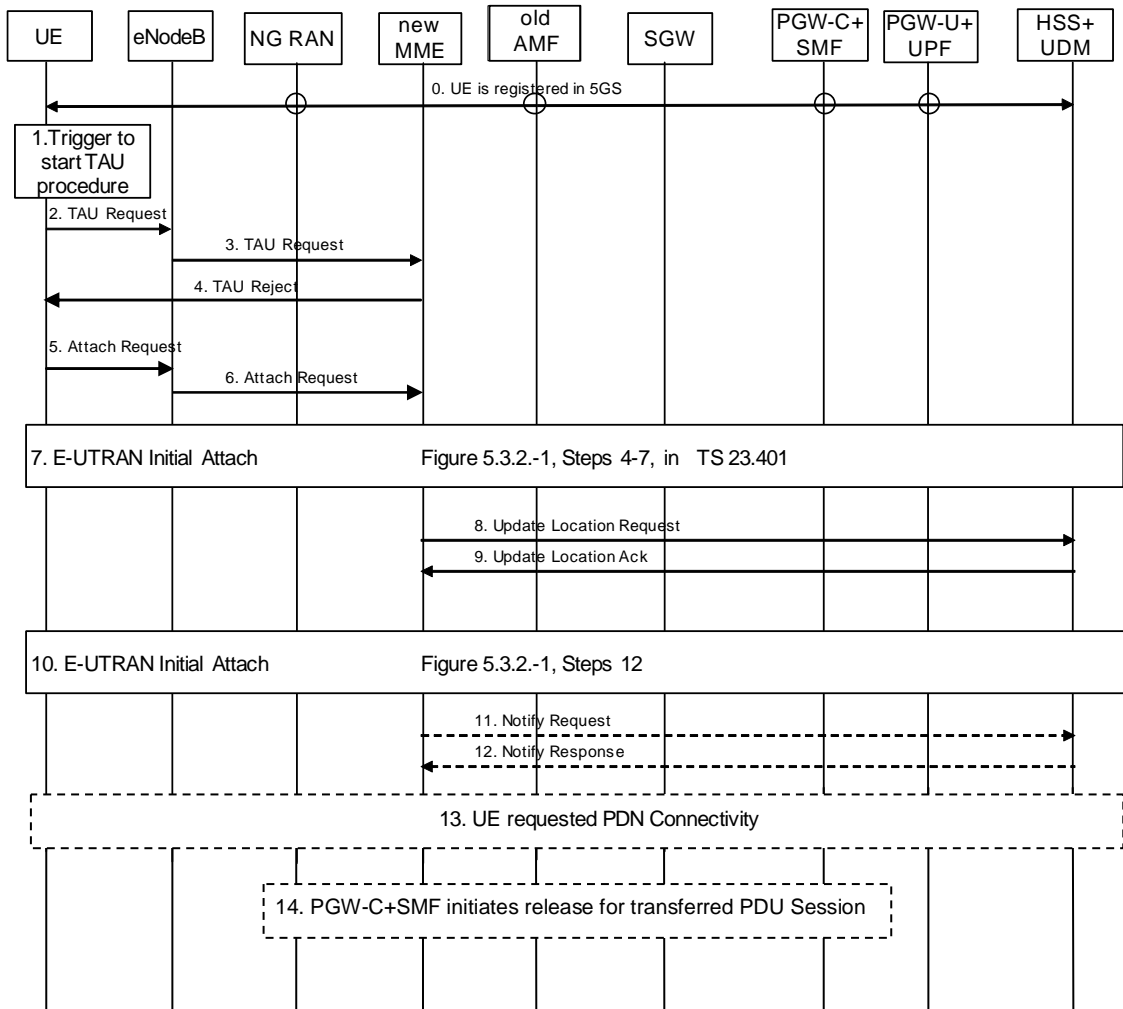 UE
eNodeB
NG RAN
new
MME
old
AMF
SGW
PGW-C+
SMF
PGW-U+
UPF
HSS+
UDM
0. UE is registered in 5GS
1.Trigger to
start TAU
procedure
2. TAU Request
3. TAU Request
4. TAU Reject
5. Attach Request
6. Attach Request
7. E-UTRAN Initial Attach Figure 5.3.2.-1, Steps 4-7, in TS 23.401
8. Update Location Request
9. Update Location Ack
10. E-UTRAN Initial Attach Figure 5.3.2.-1, Steps 12
11. Notify Request
12. Notify Response
13. UE requested PDN Connectivity
14. PGW-C+SMF initiates release for transferred PDU Session